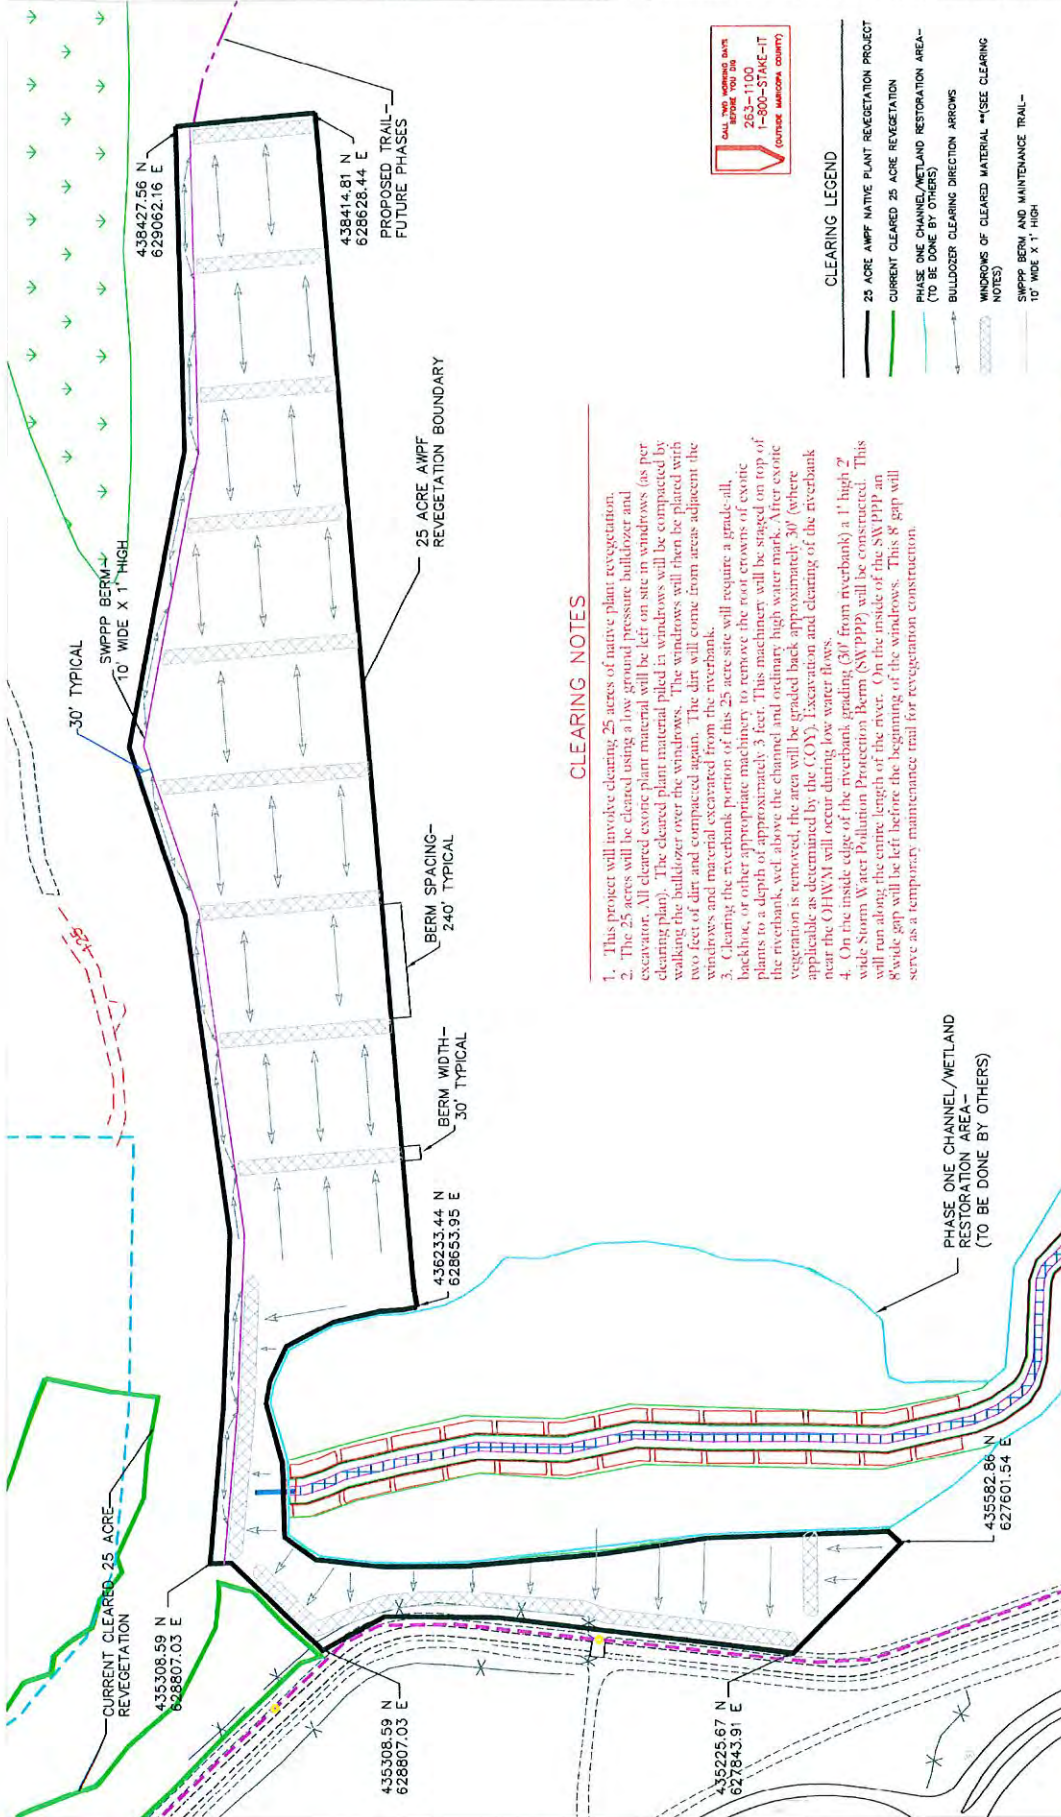 438427.56 N
629062.16 E
PROPOSED TRAIL-
FUTURE PHASES
438414.81 N
628628.44 E
30' TYPICAL
SWPPP BERM-
10' WIDE X 1' HIGH
25 ACRE AWPF
REVEGETATION BOUNDARY
BERM SPACING-
240' TYPICAL
BERM WIDTH-
30' TYPICAL
436233.44 N
628653.95 E
CURRENT CLEARED 25 ACRE
REVEGETATION
435308.59 N
628807.03 E
435308.59 N
628807.03 E
435225.67 N
627843.91 E
435582.86 N
627601.54 E
PHASE ONE CHANNEL/WETLAND
RESTORATION AREA-
(TO BE DONE BY OTHERS)
CLEARING NOTES
1. This project will involve clearing 25 acres of native plant revegetation.
2. The 25 acres will be cleared using a low ground pressure bulldozer and
excavator. All cleared exotic plant material will be left on site in windrows (as per
clearing plan). The cleared plant material piled in windrows will be compacted by
walking the bulldozer over the windrows. The windrows will then be plated with
two feet of dirt and compacted again. The dirt will come from areas adjacent the
windrows and material excavated from the riverbank.
3. Clearing the riverbank portion of this 25 acre site will require a grade-all,
backhoe, or other appropriate machinery to remove the root crowns of exotic
plants to a depth of approximately 3 feet. This machinery will be staged on top of
the riverbank, well above the channel and ordinary high water mark. After exotic
vegetation is removed, the area will be graded back approximately 30' (where
applicable as determined by the COY). Excavation and clearing of the riverbank
near the OHWM will occur during low water flows.
4. On the inside edge of the riverbank grading (30' from riverbank) a 1' high 2'
wide Storm Water Pollution Protection Berm (SWPPP) will be constructed. This
will run along the entire length of the river. On the inside of the SWPPP an
8'wide gap will be left before the beginning of the windrows. This 8' gap will
serve as a temporary maintenance trail for revegetation construction.
CALL TWO WORKING DAYS
BEFORE YOU DIG
263-1100
1-800-STAKE-IT
(OUTSIDE MARICOPA COUNTY)
CLEARING LEGEND
25 ACRE AWPF NATIVE PLANT REVEGETATION PROJECT
CURRENT CLEARED 25 ACRE REVEGETATION
PHASE ONE CHANNEL/WETLAND RESTORATION AREA-
(TO BE DONE BY OTHERS)
BULLDOZER CLEARING DIRECTION ARROWS
WINDROWS OF CLEARED MATERIAL **(SEE CLEARING
NOTES)
SWPPP BERM AND MAINTENANCE TRAIL-
10' WIDE X 1' HIGH